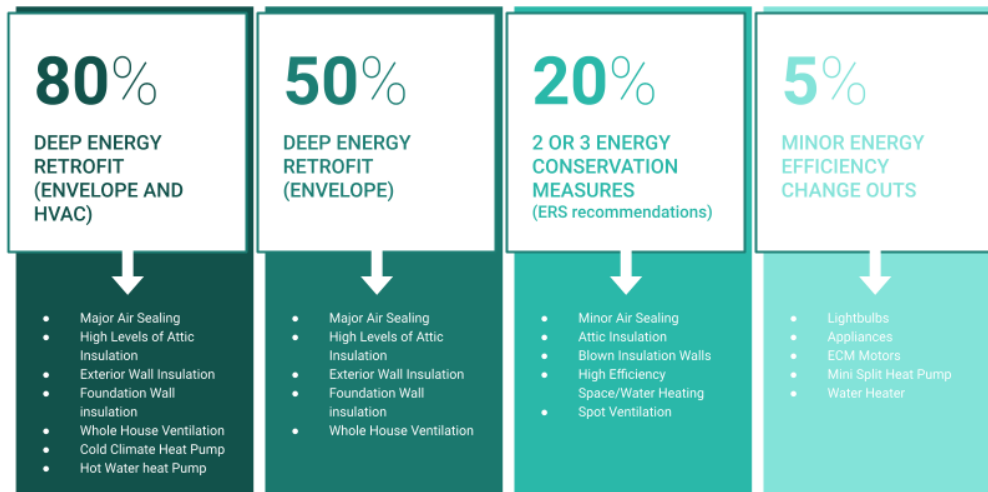 80%
DEEP ENERGY
RETROFIT
(ENVELOPE AND
HVAC)
● Major Air Sealing
● High Levels of Attic
Insulation
● Exterior Wall Insulation
● Foundation Wall
insulation
● Whole House Ventilation
● Cold Climate Heat Pump
● Hot Water heat Pump
50%
DEEP ENERGY
RETROFIT
(ENVELOPE)
● Major Air Sealing
● High Levels of Attic
Insulation
● Exterior Wall Insulation
● Foundation Wall
insulation
● Whole House Ventilation
20%
2 OR 3 ENERGY
CONSERVATION
MEASURES
(ERS recommendations)
● Minor Air Sealing
● Attic Insulation
● Blown Insulation Walls
● High Efficiency
Space/Water Heating
● Spot Ventilation
5%
MINOR ENERGY
EFFICIENCY
CHANGE OUTS
● Lightbulbs
● Appliances
● ECM Motors
● Mini Split Heat Pump
● Water Heater